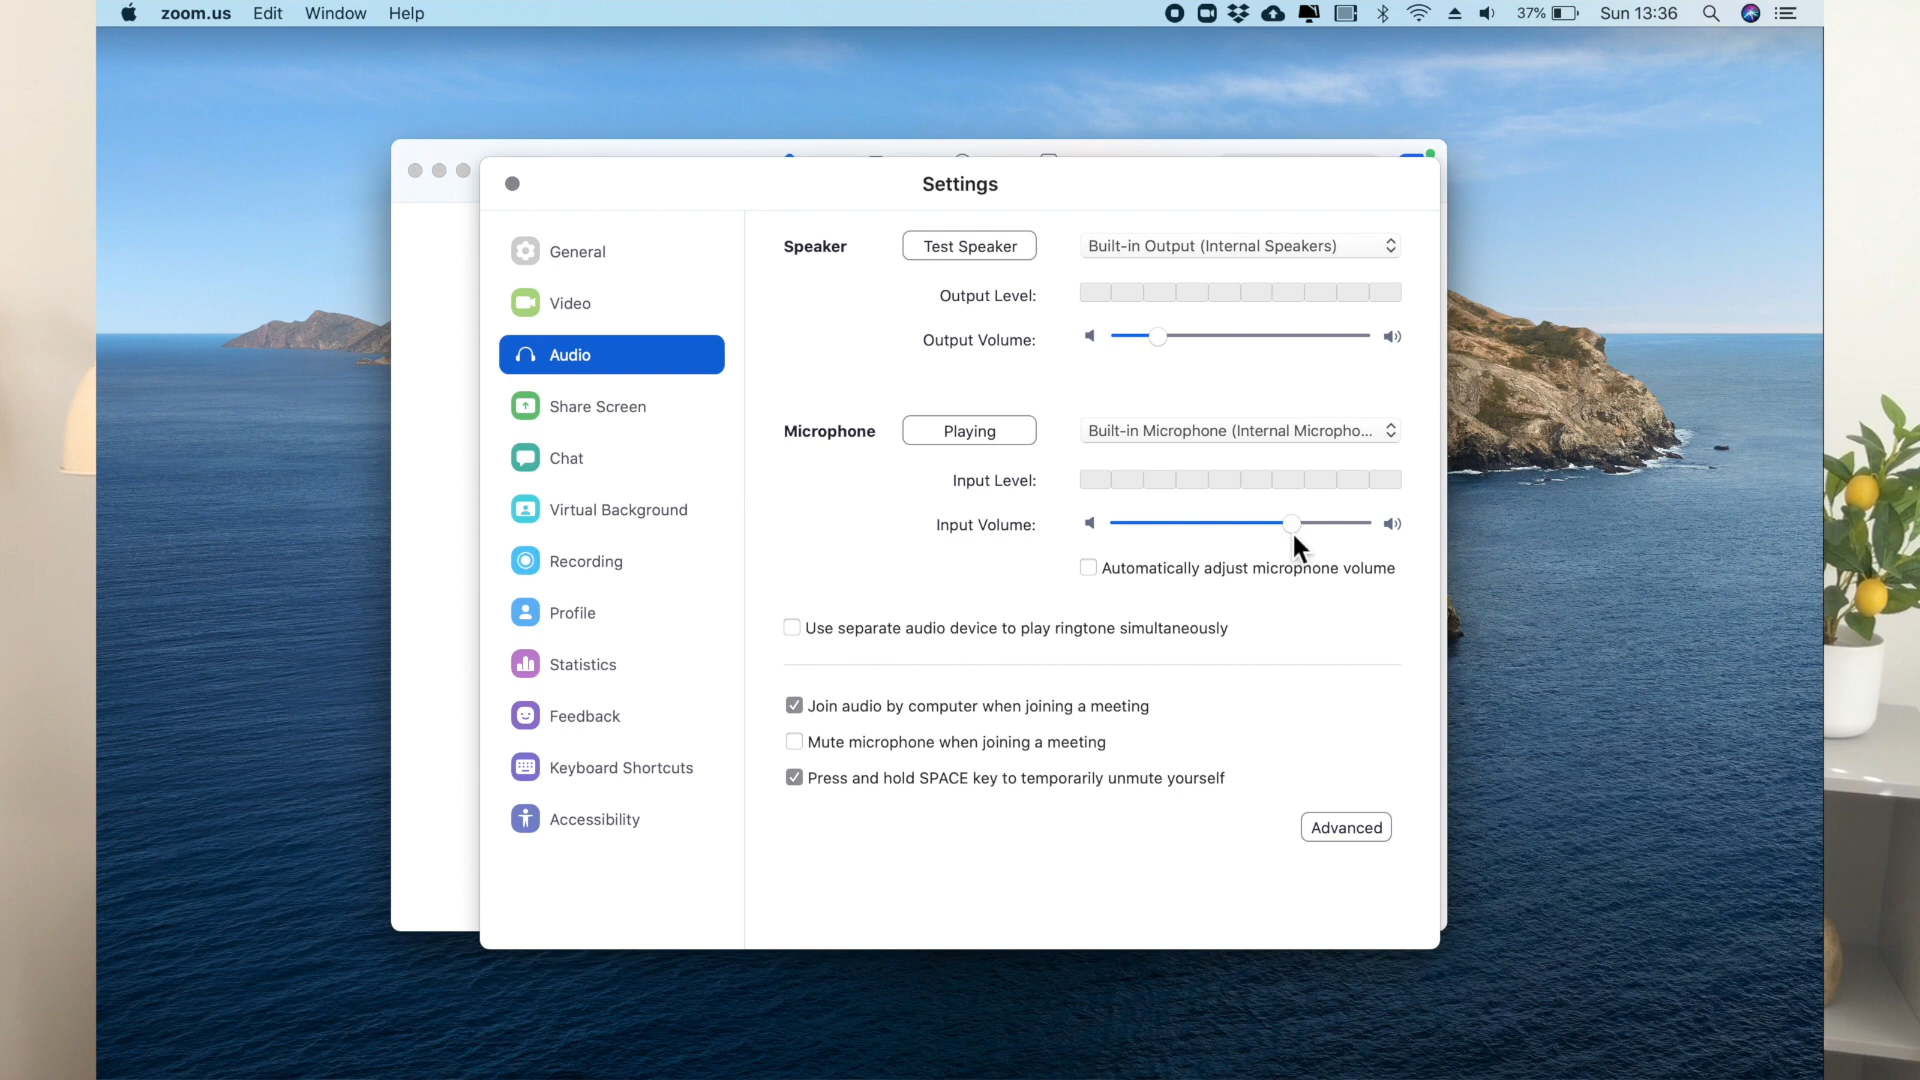 zoom.us Edit Window Help 37% Sun 13:36
Settings
General
Video
Audio
Share Screen
Chat
Virtual Background
Recording
Profile
Statistics
Feedback
Keyboard Shortcuts
Accessibility
Speaker Test Speaker Built-in Output (Internal Speakers)
Output Level:
Output Volume:
Microphone Playing Built-in Microphone (Internal Micropho...
Input Level:
Input Volume:
Automatically adjust microphone volume
Use separate audio device to play ringtone simultaneously
Join audio by computer when joining a meeting
Mute microphone when joining a meeting
Press and hold SPACE key to temporarily unmute yourself
Advanced